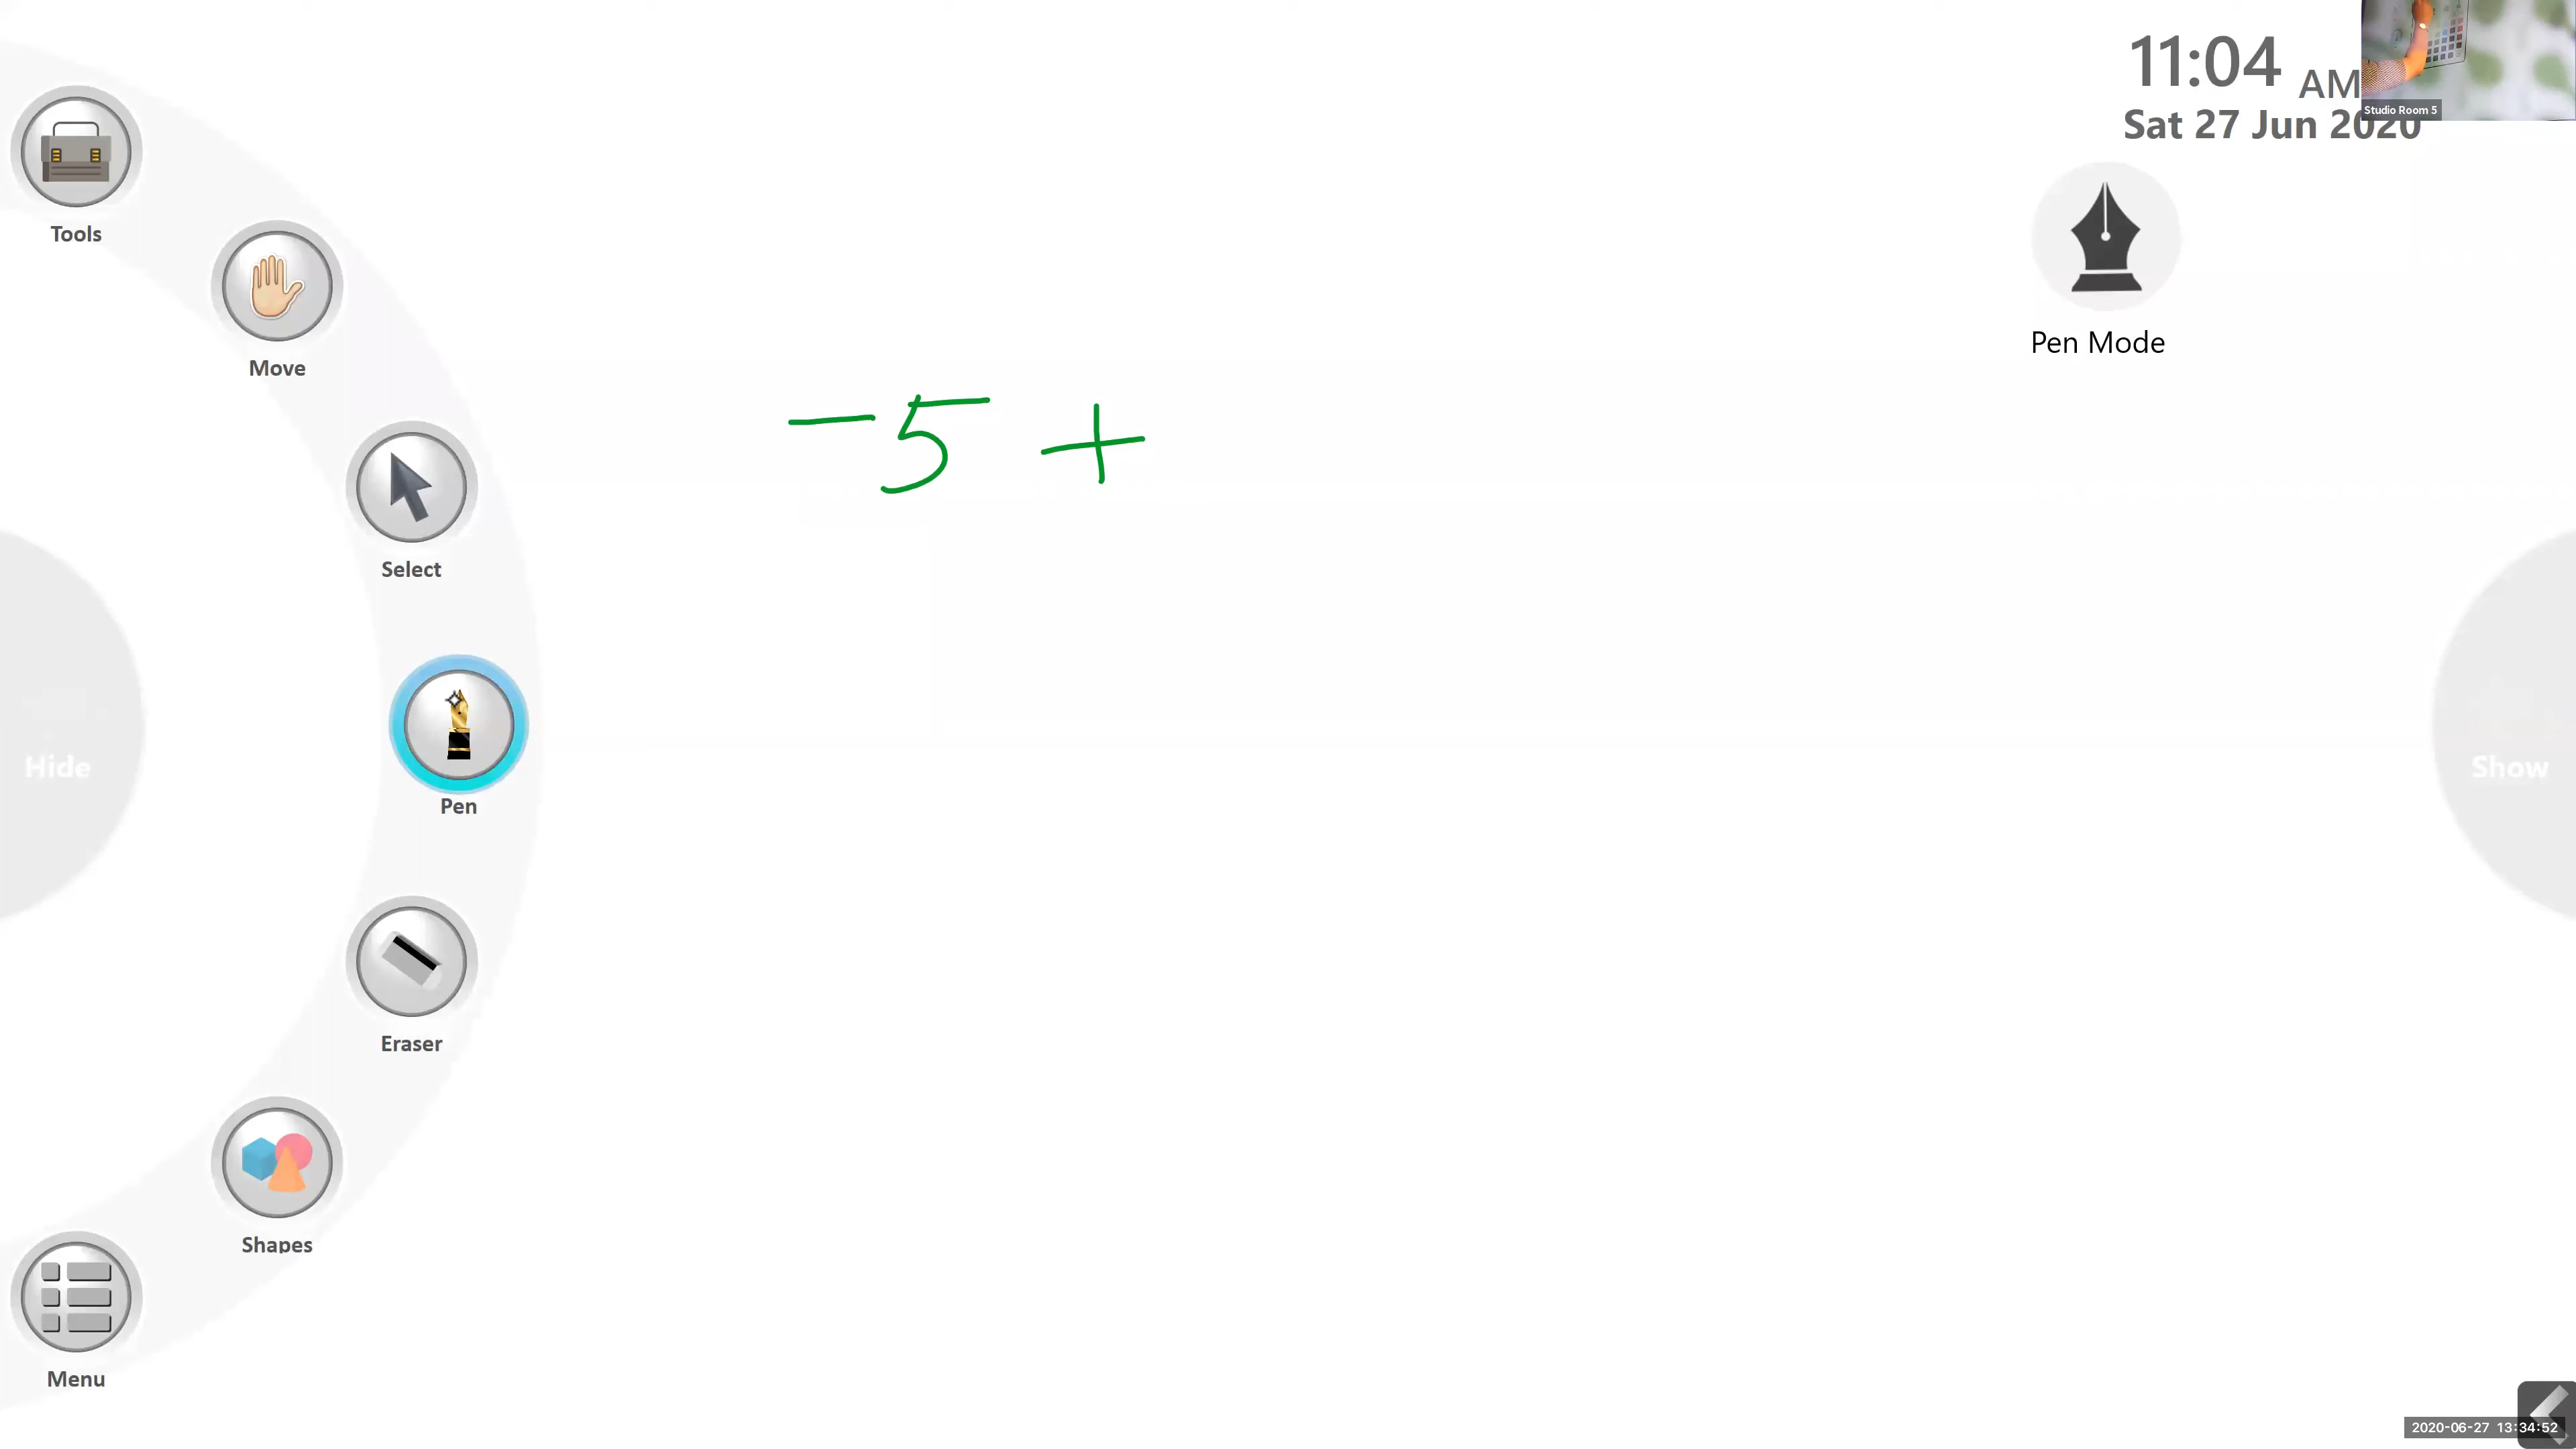 11:04 AM
Studio Room 5
Sat 27 Jun 2020
Tools
Move
Pen Mode
-5 +
Select
Hide
Show
Pen
Eraser
Shapes
Menu
2020-06-27 13:34:52